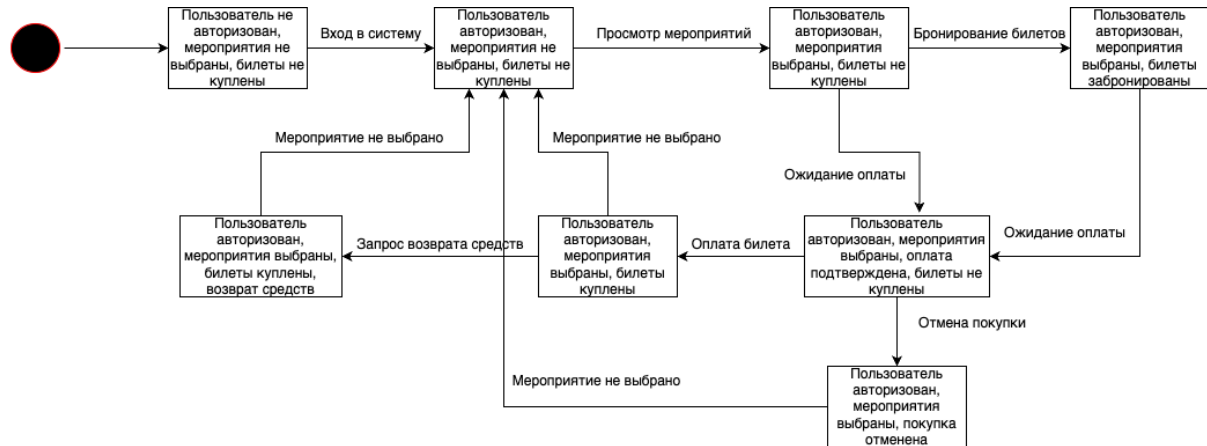 Пользователь не
авторизован,
мероприятия не
выбраны, билеты не
куплены
Вход в систему
Пользователь
авторизован,
мероприятия не
выбраны, билеты не
куплены
Просмотр мероприятий
Пользователь
авторизован,
мероприятия
выбраны, билеты не
куплены
Бронирование билетов
Пользователь
авторизован,
мероприятия
выбраны, билеты
забронированы
Мероприятие не выбрано
Мероприятие не выбрано
Ожидание оплаты
Ожидание оплаты
Пользователь
авторизован,
мероприятия выбраны,
билеты куплены,
возврат средств
Запрос возврата средств
Пользователь
авторизован,
мероприятия
выбраны, билеты
куплены
Оплата билета
Пользователь
авторизован, мероприятия
выбраны, оплата
подтверждена, билеты не
куплены
Отмена покупки
Мероприятие не выбрано
Пользователь
авторизован,
мероприятия
выбраны, покупка
отменена